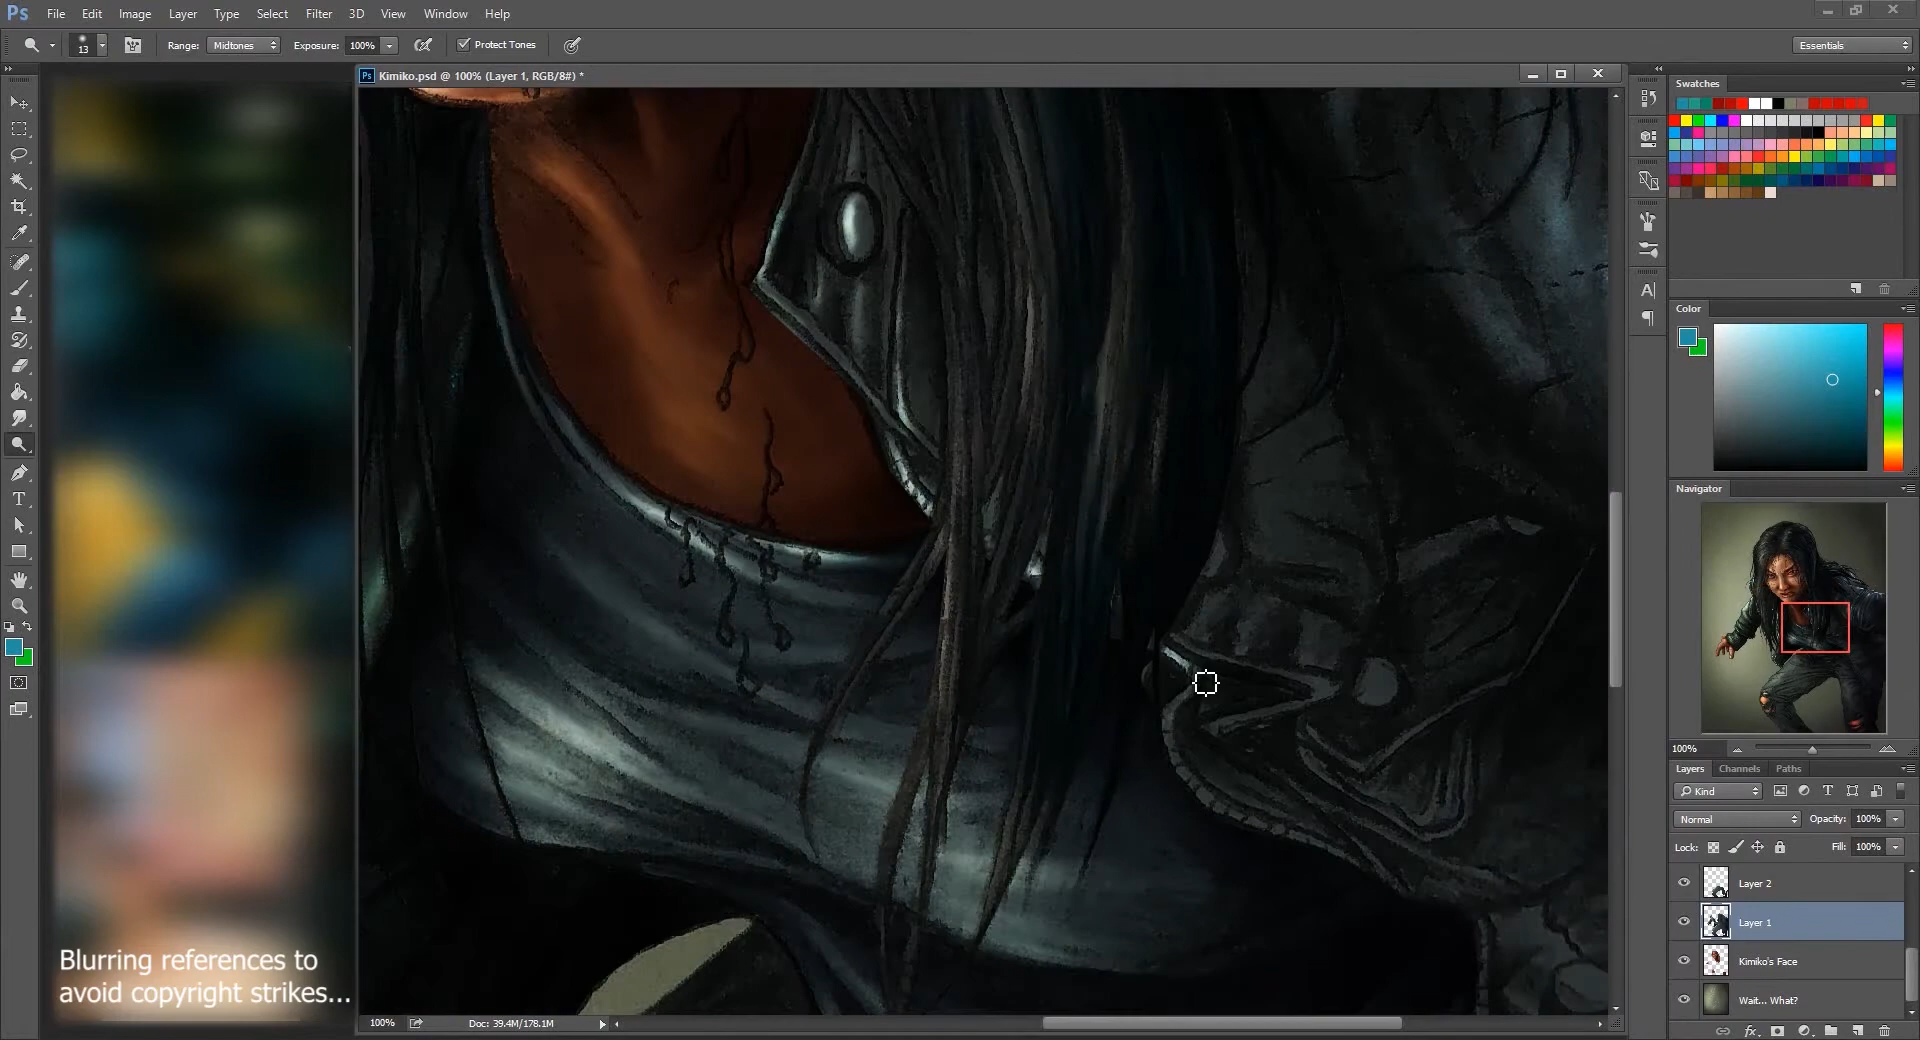 Ps File Edit Image Layer Type Select Filter 3D View Window Help
13 Range: Midtones Exposure: 100% Protect Tones Essentials
Ps Kimiko.psd @ 100% (Layer 1, RGB/8#) *
Swatches
Color
Navigator
100%
Layers Channels Paths
Kind
Normal Opacity: 100%
Lock: Fill: 100%
Layer 2
Layer 1
Kimiko's Face
Wait... What?
Blurring references to
avoid copyright strikes...
100% Doc: 39.4M/178.1M